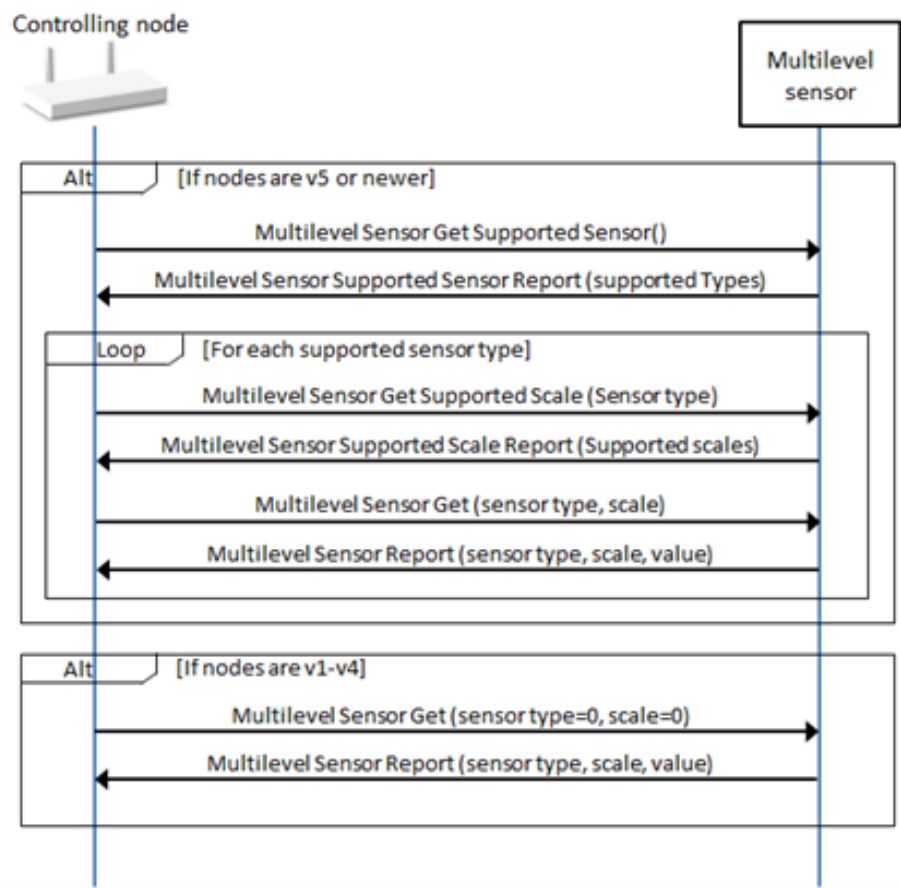 Controlling node
Multilevel
sensor
Alt
[If nodes are v5 or newer]
Multilevel Sensor Get Supported Sensor()
Multilevel Sensor Supported Sensor Report (supported Types)
Loop
[For each supported sensor type]
Multilevel Sensor Get Supported Scale (Sensor type)
Multilevel Sensor Supported Scale Report (Supported scales)
Multilevel Sensor Get (sensor type, scale)
Multilevel Sensor Report (sensor type, scale, value)
Alt
[If nodes are v1-v4]
Multilevel Sensor Get (sensor type=0, scale=0)
Multilevel Sensor Report (sensor type, scale, value)